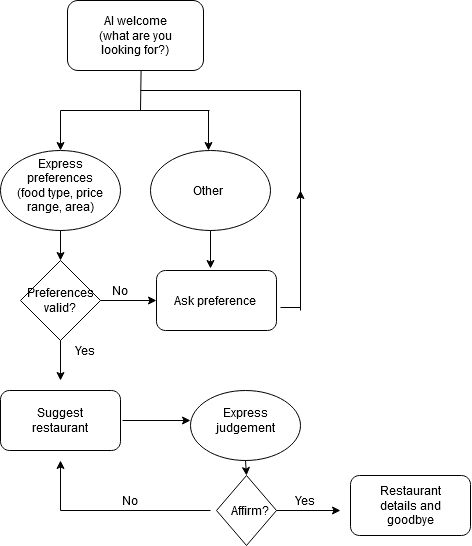 AI welcome
(what are you
looking for?)
Express
preferences
(food type, price
range, area)
Other
Preferences
valid?
No
Ask preference
Yes
Suggest
restaurant
Express
judgement
No
Affirm?
Yes
Restaurant
details and
goodbye